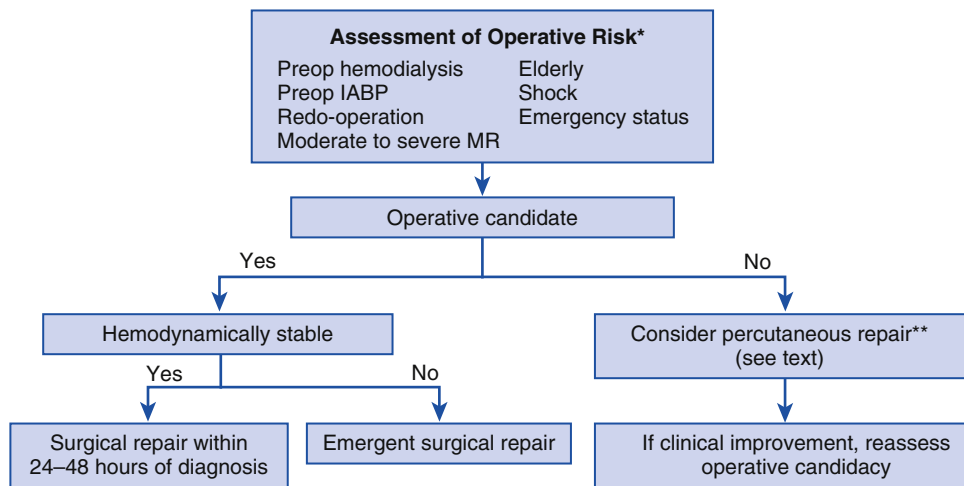 Assessment of Operative Risk*
Preop hemodialysis
Preop IABP
Redo-operation
Moderate to severe MR
Elderly
Shock
Emergency status
Operative candidate
Yes
No
Hemodynamically stable
Consider percutaneous repair**
(see text)
Yes
No
Surgical repair within
24–48 hours of diagnosis
Emergent surgical repair
If clinical improvement, reassess
operative candidacy